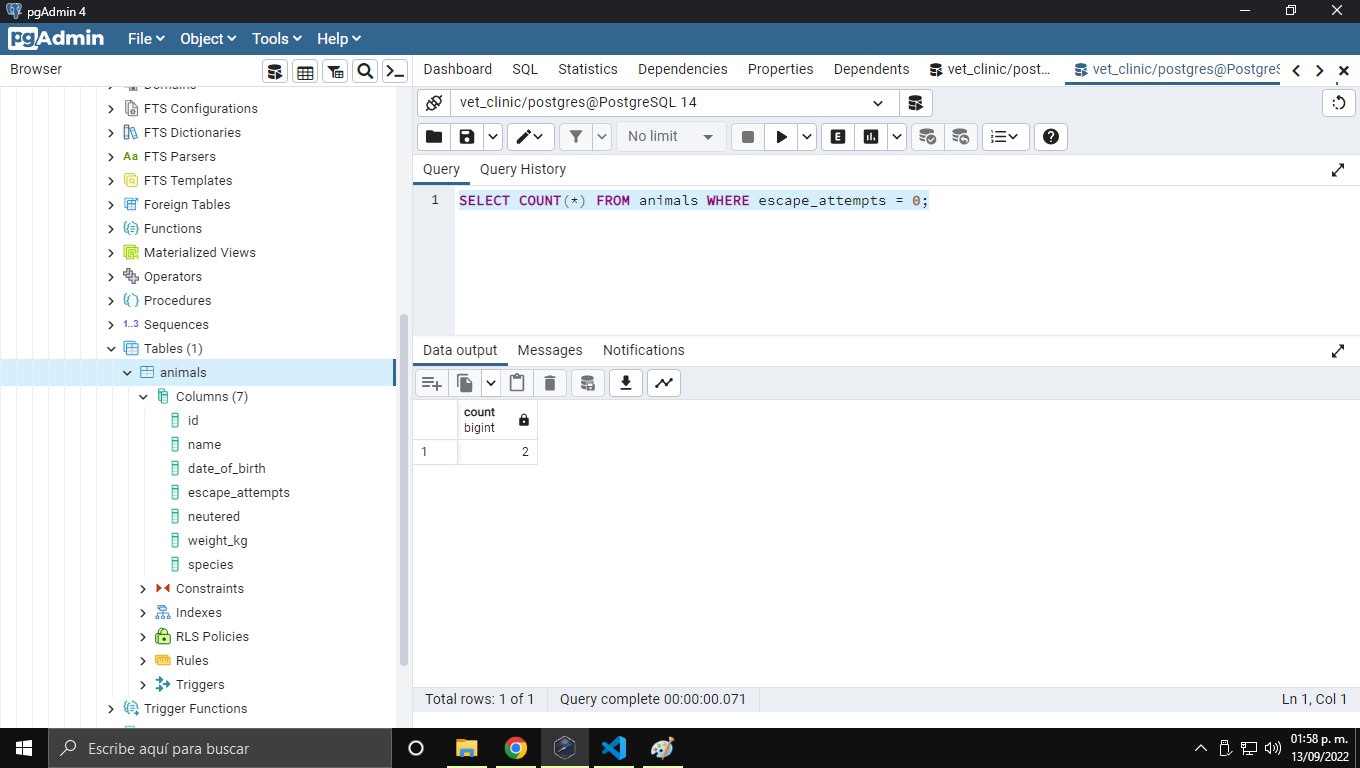 pgAdmin 4
pgAdmin File Object Tools Help
Browser
Dashboard SQL Statistics Dependencies Properties Dependents vet_clinic/post... vet_clinic/postgres@PostgreS
Domains
FTS Configurations
FTS Dictionaries
Aa FTS Parsers
FTS Templates
Foreign Tables
Functions
Materialized Views
Operators
Procedures
1..3 Sequences
Tables (1)
animals
Columns (7)
id
name
date_of_birth
escape_attempts
neutered
weight_kg
species
Constraints
Indexes
RLS Policies
Rules
Triggers
Trigger Functions
vet_clinic/postgres@PostgreSQL 14
No limit E
Query Query History
1 SELECT COUNT(*) FROM animals WHERE escape_attempts = 0;
Data output Messages Notifications
count
bigint
1 2
Total rows: 1 of 1 Query complete 00:00:00.071 Ln 1, Col 1
Escribe aquí para buscar
01:58 p. m.
13/09/2022